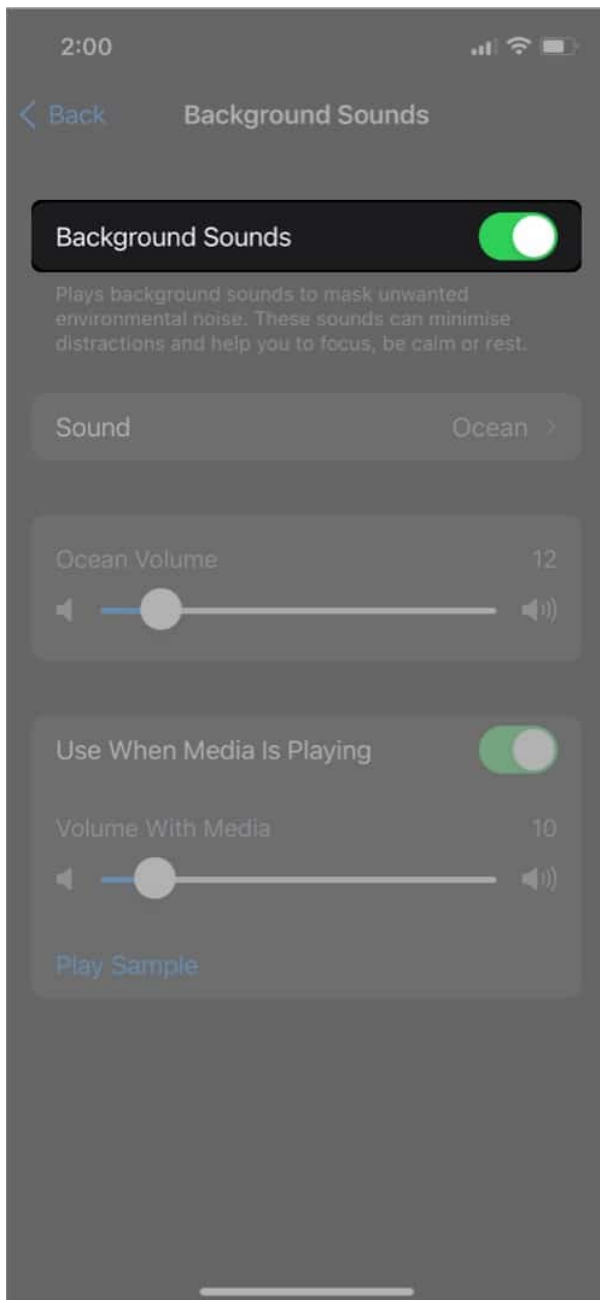 2:00
Back Background Sounds
Background Sounds
Plays background sounds to mask unwanted
environmental noise. These sounds can minimise
distractions and help you to focus, be calm or rest.
Sound Ocean
Ocean Volume 12
Use When Media Is Playing
Volume With Media 10
Play Sample